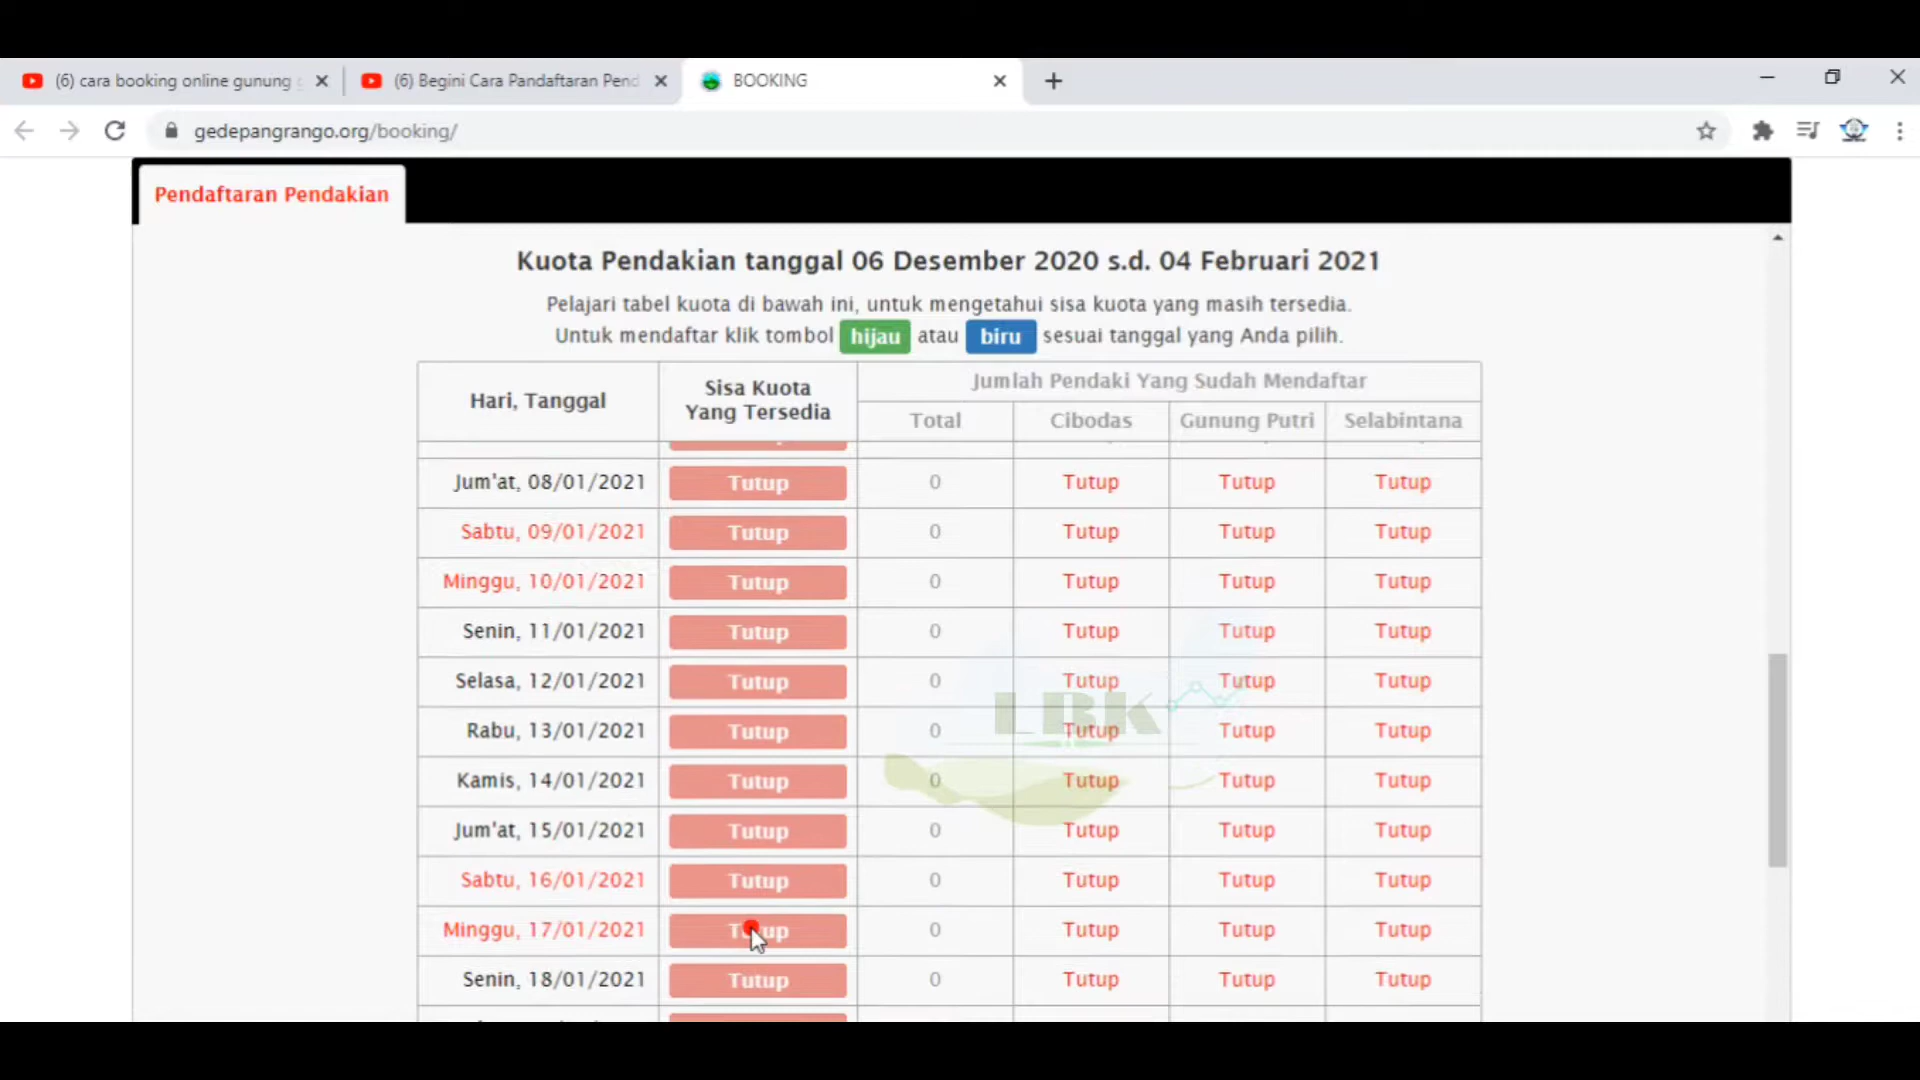 (6) cara booking online gunung
(6) Begini Cara Pandaftaran Pend
BOOKING
gedepangrango.org/booking/
Pendaftaran Pendakian
Kuota Pendakian tanggal 06 Desember 2020 s.d. 04 Februari 2021
Pelajari tabel kuota di bawah ini, untuk mengetahui sisa kuota yang masih tersedia.
Untuk mendaftar klik tombol hijau atau biru sesuai tanggal yang Anda pilih.
Hari, Tanggal
Sisa Kuota
Yang Tersedia
Jumlah Pendaki Yang Sudah Mendaftar
Total Cibodas Gunung Putri Selabintana
Jum'at, 08/01/2021 Tutup 0 Tutup Tutup Tutup
Sabtu, 09/01/2021 Tutup 0 Tutup Tutup Tutup
Minggu, 10/01/2021 Tutup 0 Tutup Tutup Tutup
Senin, 11/01/2021 Tutup 0 Tutup Tutup Tutup
Selasa, 12/01/2021 Tutup 0 Tutup Tutup Tutup
LBK
Rabu, 13/01/2021 Tutup 0 Tutup Tutup Tutup
Kamis, 14/01/2021 Tutup 0 Tutup Tutup Tutup
Jum'at, 15/01/2021 Tutup 0 Tutup Tutup Tutup
Sabtu, 16/01/2021 Tutup 0 Tutup Tutup Tutup
Minggu, 17/01/2021 Tutup 0 Tutup Tutup Tutup
Senin, 18/01/2021 Tutup 0 Tutup Tutup Tutup